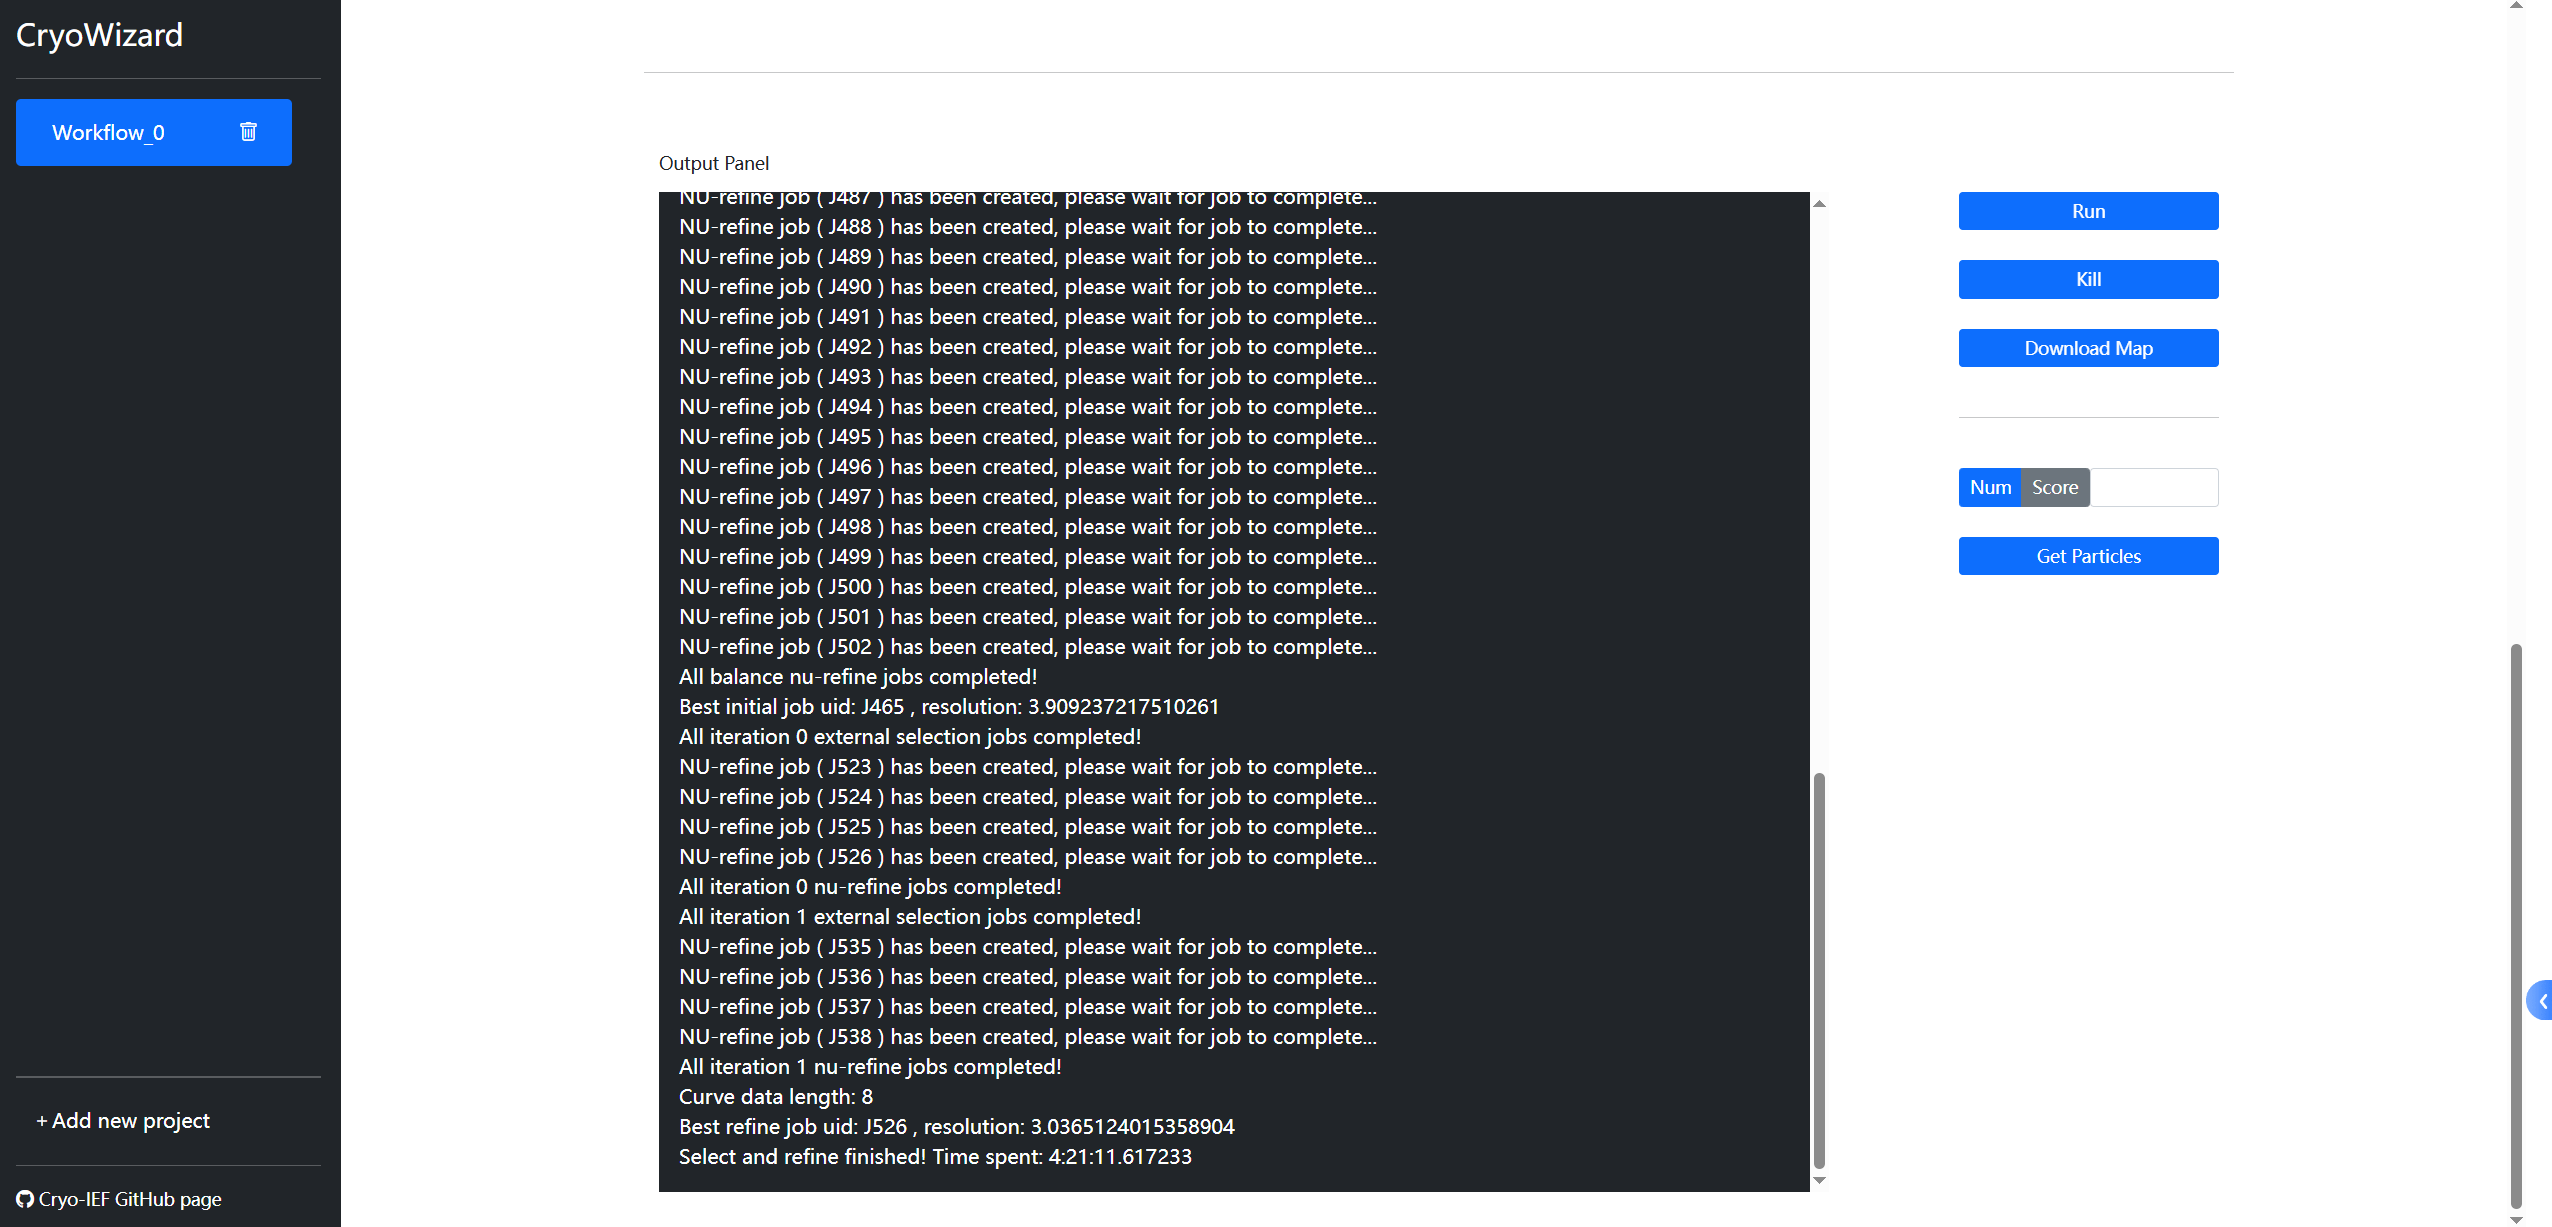 CryoWizard
Workflow_0
+ Add new project
Cryo-IEF GitHub page
Output Panel
NU-refine job ( J487 ) has been created, please wait for job to complete...
NU-refine job ( J488 ) has been created, please wait for job to complete...
NU-refine job ( J489 ) has been created, please wait for job to complete...
NU-refine job ( J490 ) has been created, please wait for job to complete...
NU-refine job ( J491 ) has been created, please wait for job to complete...
NU-refine job ( J492 ) has been created, please wait for job to complete...
NU-refine job ( J493 ) has been created, please wait for job to complete...
NU-refine job ( J494 ) has been created, please wait for job to complete...
NU-refine job ( J495 ) has been created, please wait for job to complete...
NU-refine job ( J496 ) has been created, please wait for job to complete...
NU-refine job ( J497 ) has been created, please wait for job to complete...
NU-refine job ( J498 ) has been created, please wait for job to complete...
NU-refine job ( J499 ) has been created, please wait for job to complete...
NU-refine job ( J500 ) has been created, please wait for job to complete...
NU-refine job ( J501 ) has been created, please wait for job to complete...
NU-refine job ( J502 ) has been created, please wait for job to complete...
All balance nu-refine jobs completed!
Best initial job uid: J465 , resolution: 3.909237217510261
All iteration 0 external selection jobs completed!
NU-refine job ( J523 ) has been created, please wait for job to complete...
NU-refine job ( J524 ) has been created, please wait for job to complete...
NU-refine job ( J525 ) has been created, please wait for job to complete...
NU-refine job ( J526 ) has been created, please wait for job to complete...
All iteration 0 nu-refine jobs completed!
All iteration 1 external selection jobs completed!
NU-refine job ( J535 ) has been created, please wait for job to complete...
NU-refine job ( J536 ) has been created, please wait for job to complete...
NU-refine job ( J537 ) has been created, please wait for job to complete...
NU-refine job ( J538 ) has been created, please wait for job to complete...
All iteration 1 nu-refine jobs completed!
Curve data length: 8
Best refine job uid: J526 , resolution: 3.0365124015358904
Select and refine finished! Time spent: 4:21:11.617233
Run
Kill
Download Map
Num Score
Get Particles